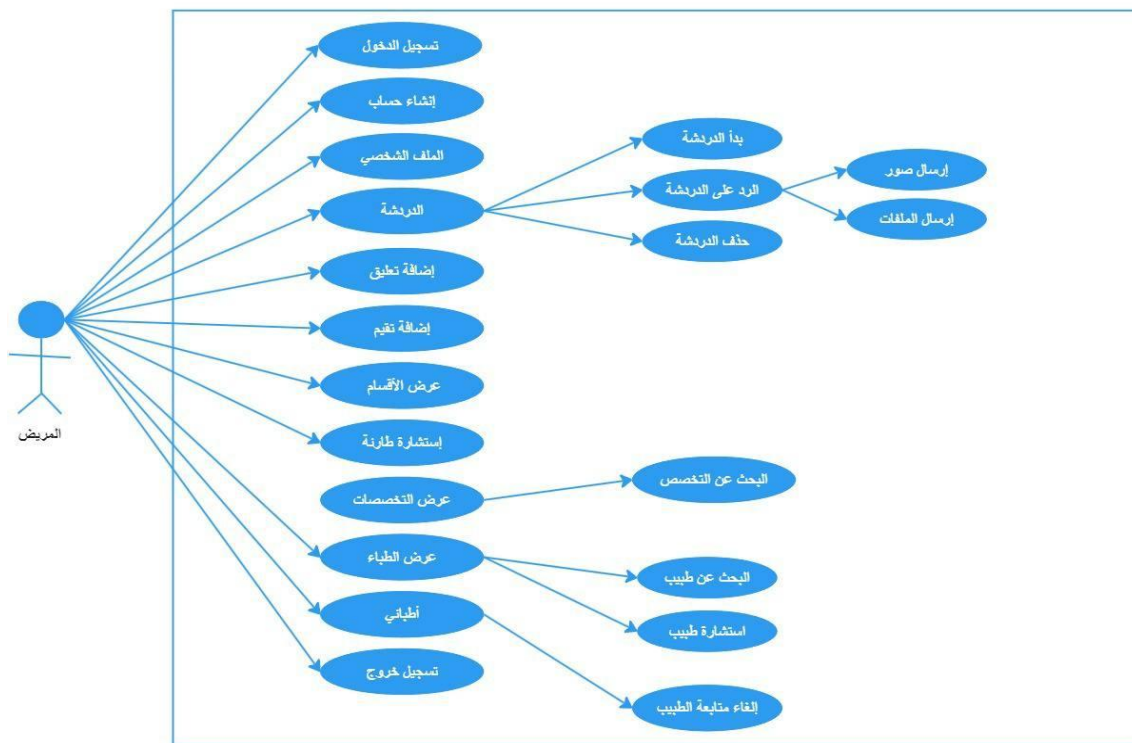 تسجيل الدخول
إنشاء حساب
الملف الشخصي
الدردشة
إضافة تعليق
إضافة تقيم
عرض الأقسام
إستشارة طارئة
عرض التخصصات
عرض الطباء
أطبائي
تسجيل خروج
بدأ الدردشة
الرد على الدردشة
حذف الدردشة
إرسال صور
إرسال الملفات
البحث عن التخصص
البحث عن طبيب
استشارة طبيب
إلغاء متابعة الطبيب
المريض